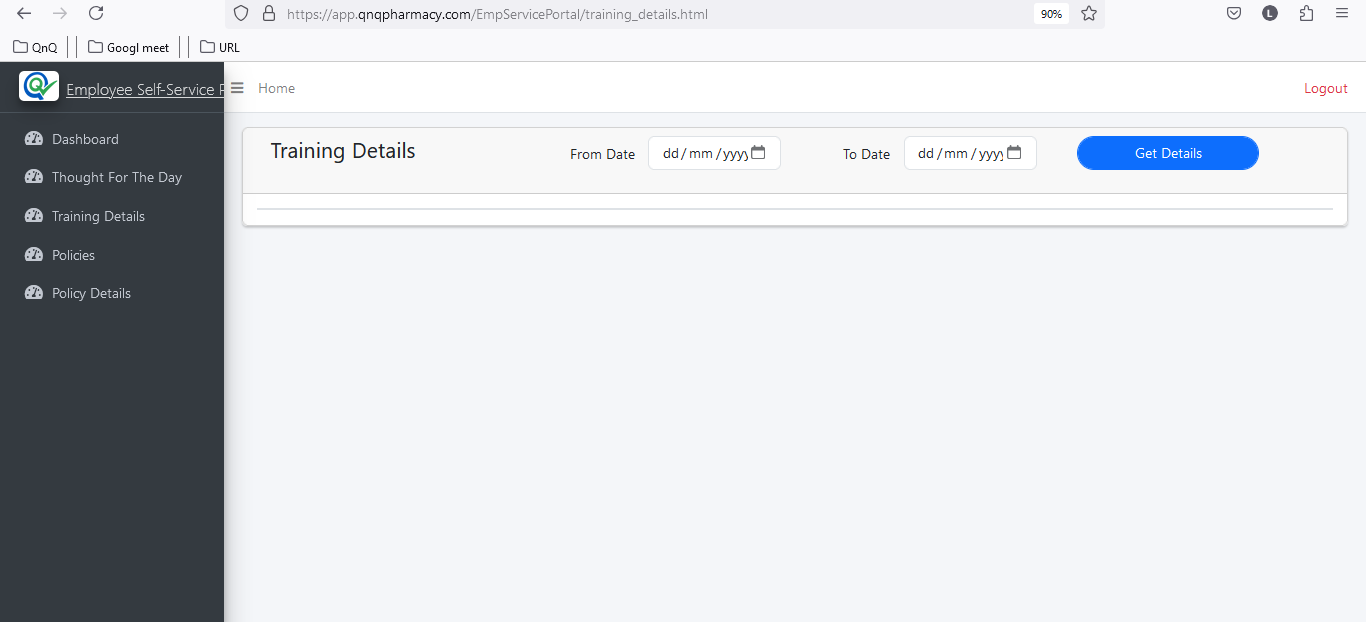 https://app.qnqpharmacy.com/EmpServicePortal/training_details.html 90% L
QnQ Googl meet URL
Employee Self-Service P
Home Logout
Dashboard
Thought For The Day
Training Details
Policies
Policy Details
Training Details From Date dd/mm/yyyy To Date dd/mm/yyyy Get Details